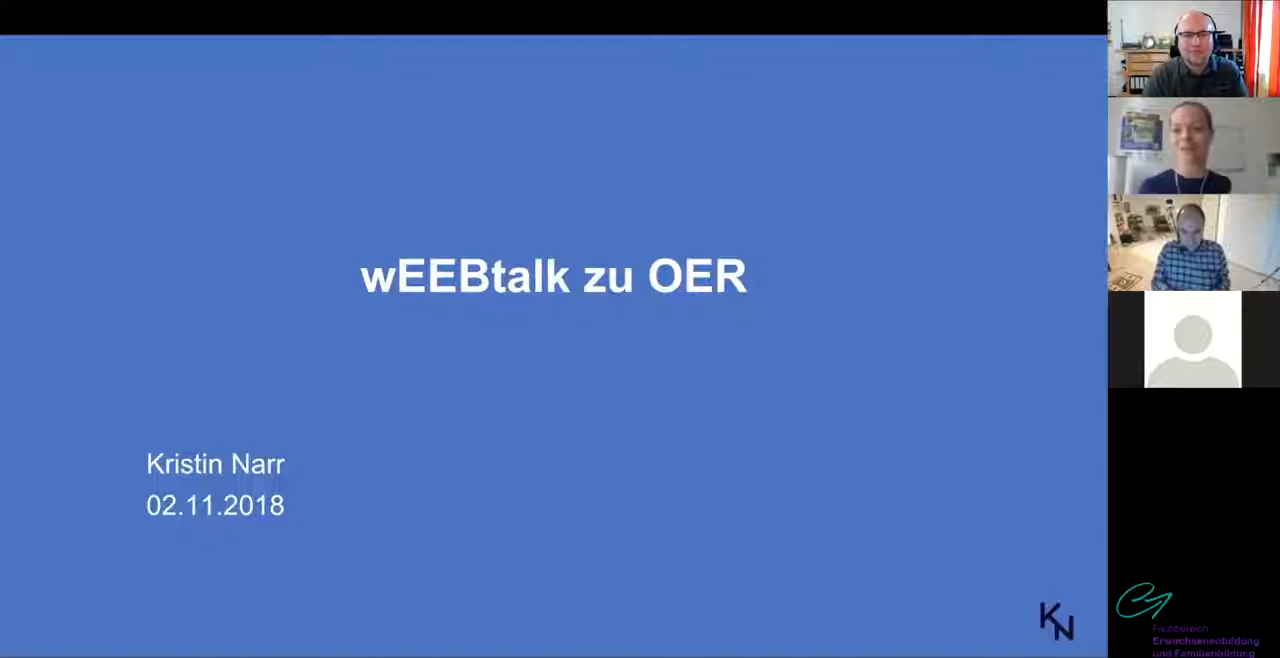 wEEBtalk zu OER
Kristin Narr
02.11.2018
KN
Fachbereich
Erwachsenenbildung
und Familienbildung